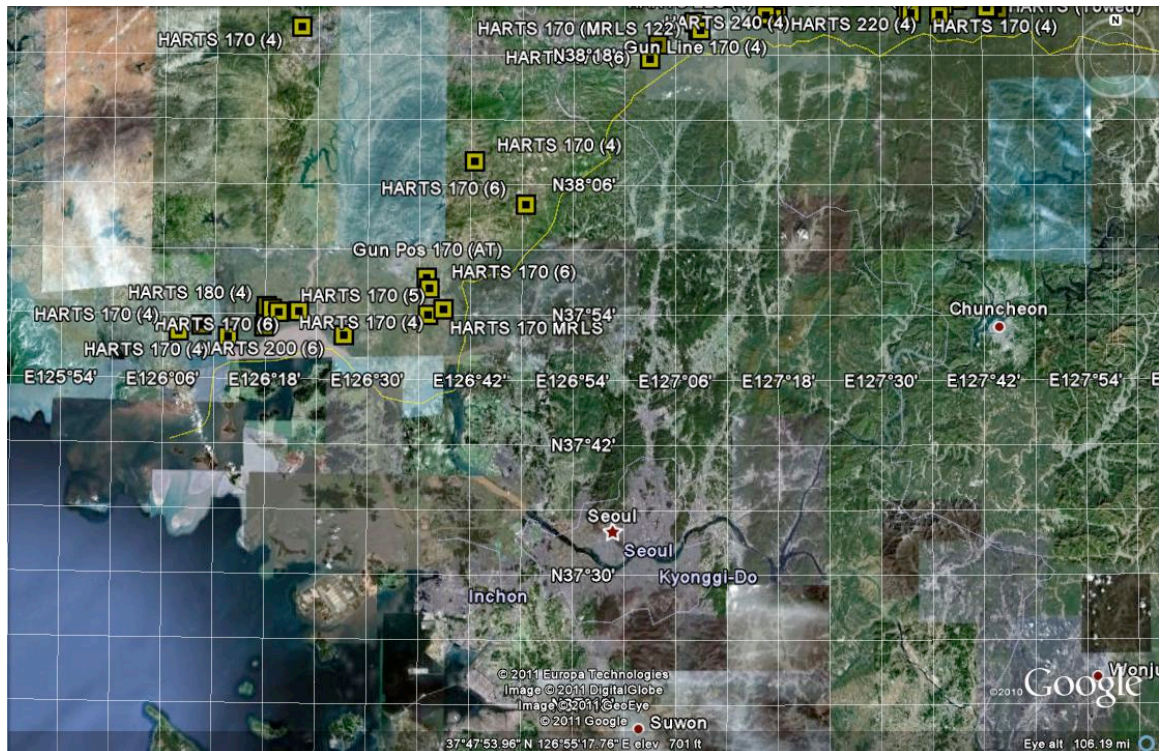 HARTS 170 (4)
HARTS 170 (MRLS 122)
HARTS 240 (4)
HARTS 220 (4)
(Towed)
HARTS 170 (4)
Gun Line 170 (4)
N38°18'
N
HARTS 170 (4)
HARTS 170 (6)
N38°06'
Gun Pos 170 (AT)
HARTS 170 (6)
HARTS 180 (4)
HARTS 170 (5)
HARTS 170 (4)
HARTS 170 (6)
HARTS 170 (4)
HARTS 170 MRLS
N37°54'
Chuncheon
HARTS 170 (4)
HARTS 200 (6)
E125°54'
E126°06'
E126°18'
E126°30'
E126°42'
E126°54'
E127°06'
E127°18'
E127°30'
E127°42'
E127°54'
N37°42'
Seoul
Seoul
N37°30'
Kyonggi-Do
Inchon
© 2011 Europa Technologies
Image © 2011 DigitalGlobe
Image © 2011 GeoEye
© 2011 Google
©2010 Google
Wonju
Suwon
37°47'53.96" N 126°55'17.76" E elev 701 ft
Eye alt 106.19 mi